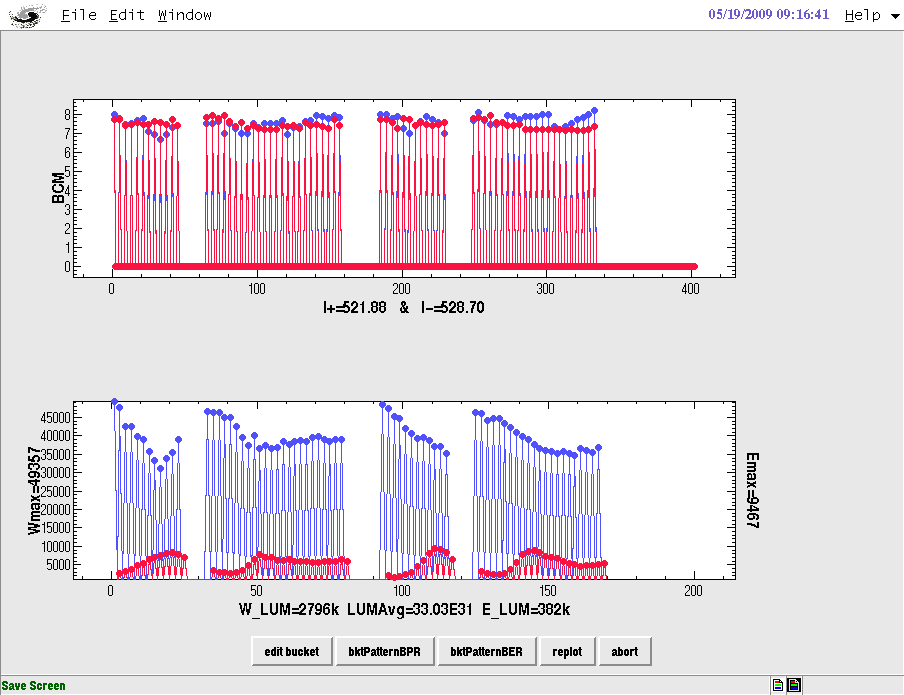 File Edit Window 05/19/2009 09:16:41 Help
BCM
8
7
6
5
4
3
2
1
0
0 100 200 300 400
I+=521.88 & I-=528.70
Wmax=49357
45000
40000
35000
30000
25000
20000
15000
10000
5000
Emax=9467
0 50 100 150 200
W_LUM=2796k LUMAvg=33.03E31 E_LUM=382k
edit bucket bktPatternBPR bktPatternBER replot abort
Save Screen